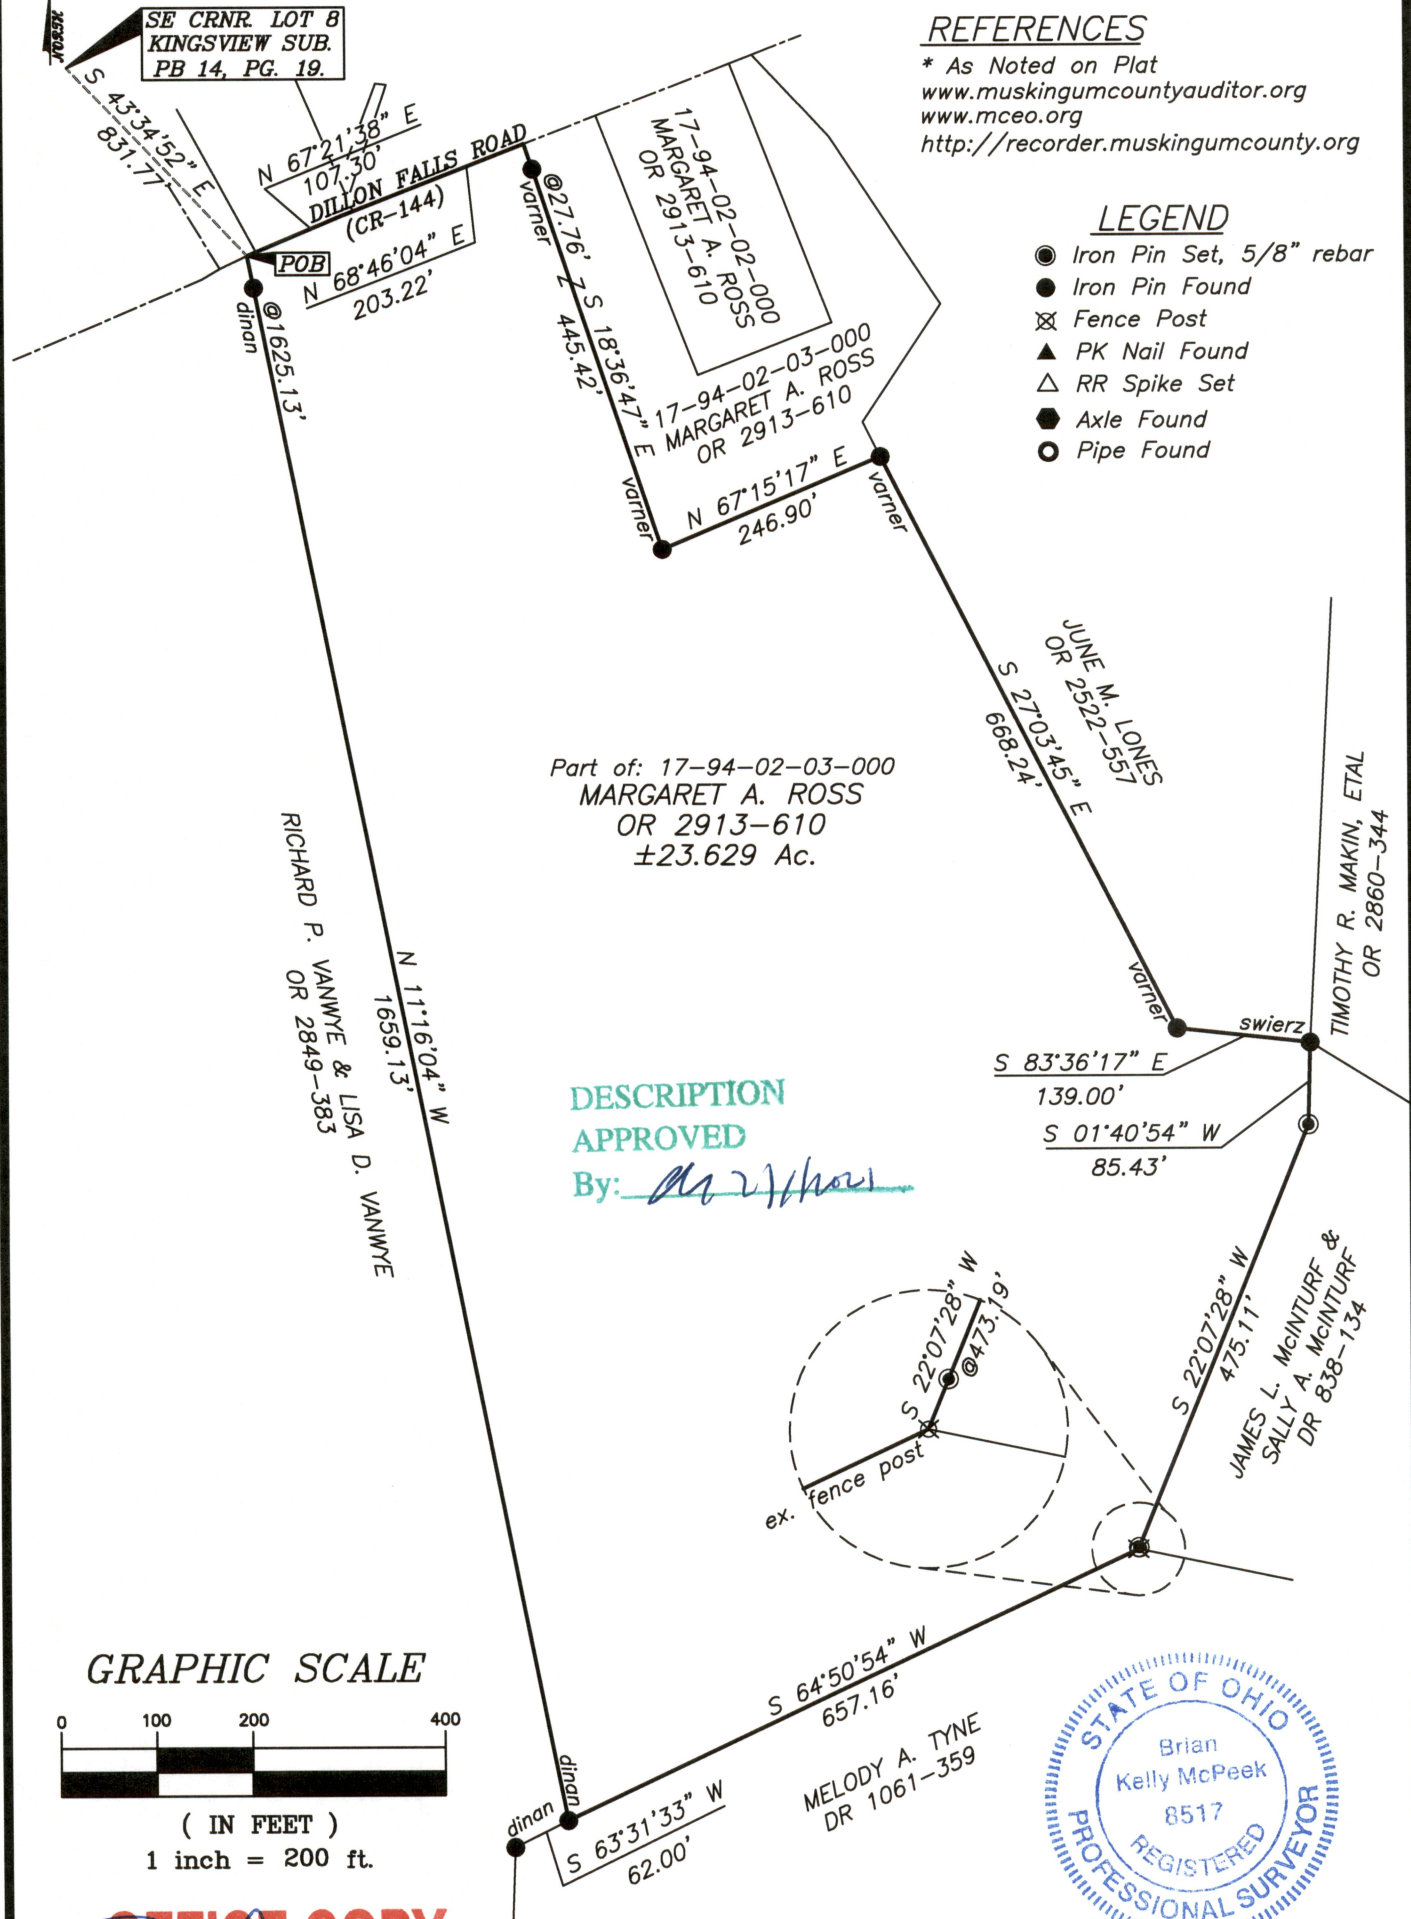 NORTH
SE CRNR. LOT 8
KINGSVIEW SUB.
PB 14, PG. 19.
S 43°34'52" E
831.77'
N 67°21'38" E
107.30'
DILLON FALLS ROAD
(CR-144)
N 68°46'04" E
203.22'
POB
@1625.13'
dinan
@27.76'
varner
S 18°36'47" E
445.42'
Z
varner
17-94-02-02-000
MARGARET A. ROSS
OR 2913-610
17-94-02-03-000
MARGARET A. ROSS
OR 2913-610
N 67°15'17" E
246.90'
varner
REFERENCES
* As Noted on Plat
www.muskingumcountyauditor.org
www.mceo.org
http://recorder.muskingumcounty.org
LEGEND
Iron Pin Set, 5/8" rebar
Iron Pin Found
Fence Post
PK Nail Found
RR Spike Set
Axle Found
Pipe Found
JUNE M. LONES
OR 2522-557
S 27°03'45" E
668.24'
varner
Part of: 17-94-02-03-000
MARGARET A. ROSS
OR 2913-610
±23.629 Ac.
TIMOTHY R. MAKIN, ETAL
OR 2860-344
swierz
S 83°36'17" E
139.00'
S 01°40'54" W
85.43'
RICHARD P. VANWYE & LISA D. VANWYE
OR 2849-383
N 11°16'04" W
1659.13'
DESCRIPTION
APPROVED
By:
S 22°07'28" W
@473.19'
ex. fence post
S 22°07'28" W
475.11'
JAMES L. McINTURF &
SALLY A. McINTURF
DR 838-134
S 64°50'54" W
657.16'
MELODY A. TYNE
DR 1061-359
dinan
dinan
S 63°31'33" W
62.00'
GRAPHIC SCALE
0 100 200 400
( IN FEET )
1 inch = 200 ft.
STATE OF OHIO
Brian
Kelly McPeek
8517
REGISTERED
PROFESSIONAL SURVEYOR
OFFICE COPY